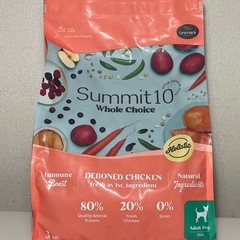 Summit10
Whole Choice
Holistic
Immune
Boost
DEBONED CHICKEN
fresh as 1st. ingredient
Natural
Ingredients
80%
Quality Animal
Protein
20%
Fresh
Chicken
0%
Grain
Adult Dog